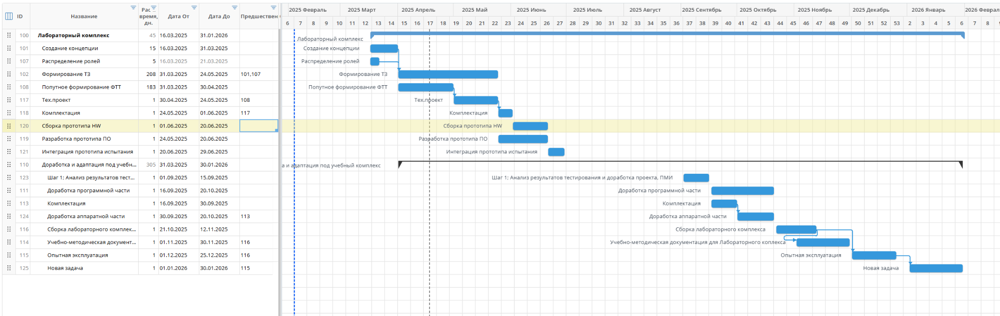 ID Название Рас время, дн. Дата От Дата До Предшествен
2025 Февраль 2025 Март 2025 Апрель 2025 Май 2025 Июнь 2025 Июль 2025 Август 2025 Сентябрь 2025 Октябрь 2025 Ноябрь 2025 Декабрь 2026 Январь 2026 Феврал
6 7 8 9 10 11 12 13 14 15 16 17 18 19 20 21 22 23 24 25 26 27 28 29 30 31 32 33 34 35 36 37 38 39 40 41 42 43 44 45 46 47 48 49 50 51 52 53 2 3 4 5 6 7 8
100 Лабораторный комплекс 45 16.03.2025 31.01.2026 Лабораторный комплекс
101 Создание концепции 15 16.03.2025 31.03.2025 Создание концепции
107 Распределение ролей 5 16.03.2025 21.03.2025 Распределение ролей
102 Формирование ТЗ 208 31.03.2025 24.05.2025 101,107 Формирование ТЗ
108 Попутное формирование ФТТ 183 31.03.2025 30.04.2025 Попутное формирование ФТТ
117 Тех.проект 1 30.04.2025 24.05.2025 108 Тех.проект
118 Комплектация 1 24.05.2025 01.06.2025 117 Комплектация
120 Сборка прототипа HW 1 01.06.2025 20.06.2025 Сборка прототипа HW
119 Разработка прототипа ПО 1 24.05.2025 20.06.2025 Разработка прототипа ПО
121 Интеграция прототипа испытания 1 20.06.2025 29.06.2025 Интеграция прототипа испытания
110 Доработка и адаптация под учебн... 305 31.03.2025 30.01.2026 а и адаптация под учебный комплекс
123 Шаг 1; Анализ результатов тест... 1 01.09.2025 15.09.2025 Шаг 1; Анализ результатов тестирования и доработка проекта, ПМИ
111 Доработка программной части 1 16.09.2025 20.10.2025 Доработка программной части
113 Комплектация 1 16.09.2025 30.09.2025 Комплектация
124 Доработка аппаратной части 1 30.09.2025 20.10.2025 113 Доработка аппаратной части
116 Сборка лабораторного комплек... 1 21.10.2025 12.11.2025 Сборка лабораторного комплекса
114 Учебно-методическая документ... 1 01.11.2025 30.11.2025 116 Учебно-методическая документация для Лабораторного коплекса
115 Опытная эксплуатация 1 01.12.2025 25.12.2025 116 Опытная эксплуатация
125 Новая задача 1 01.01.2026 30.01.2026 115 Новая задача